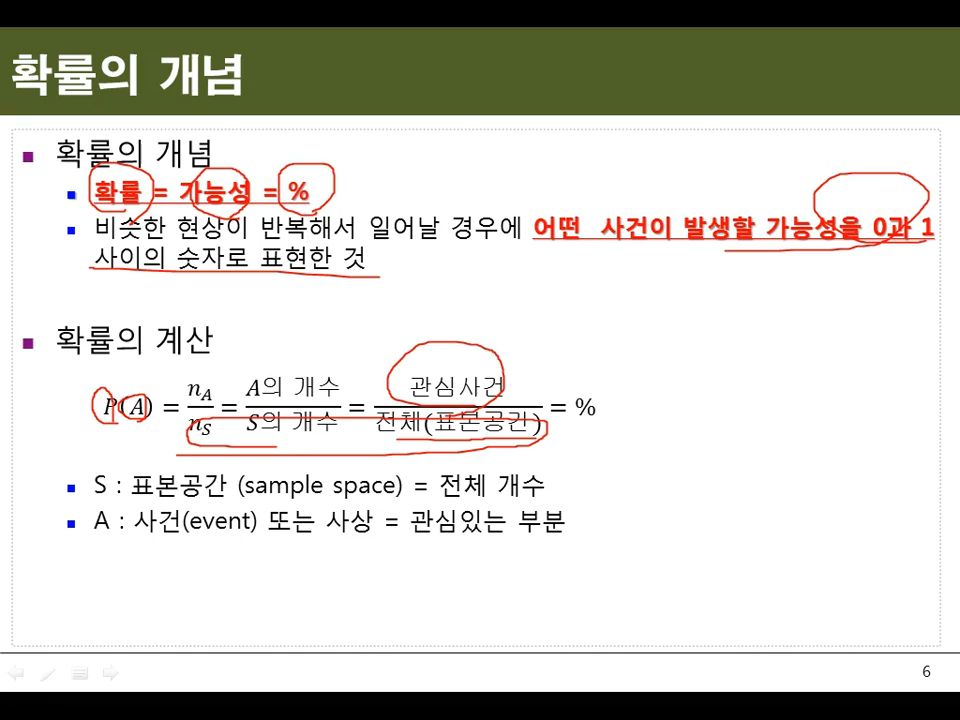 확률의 개념
확률의 개념
확률 = 가능성 = %
비슷한 현상이 반복해서 일어날 경우에 어떤 사건이 발생할 가능성을 0과 1
사이의 숫자로 표현한 것
확률의 계산
P(A) = n_A/n_S = A의 개수/S의 개수 = 관심사건/전체(표본공간) = %
S : 표본공간 (sample space) = 전체 개수
A : 사건(event) 또는 사상 = 관심있는 부분
6